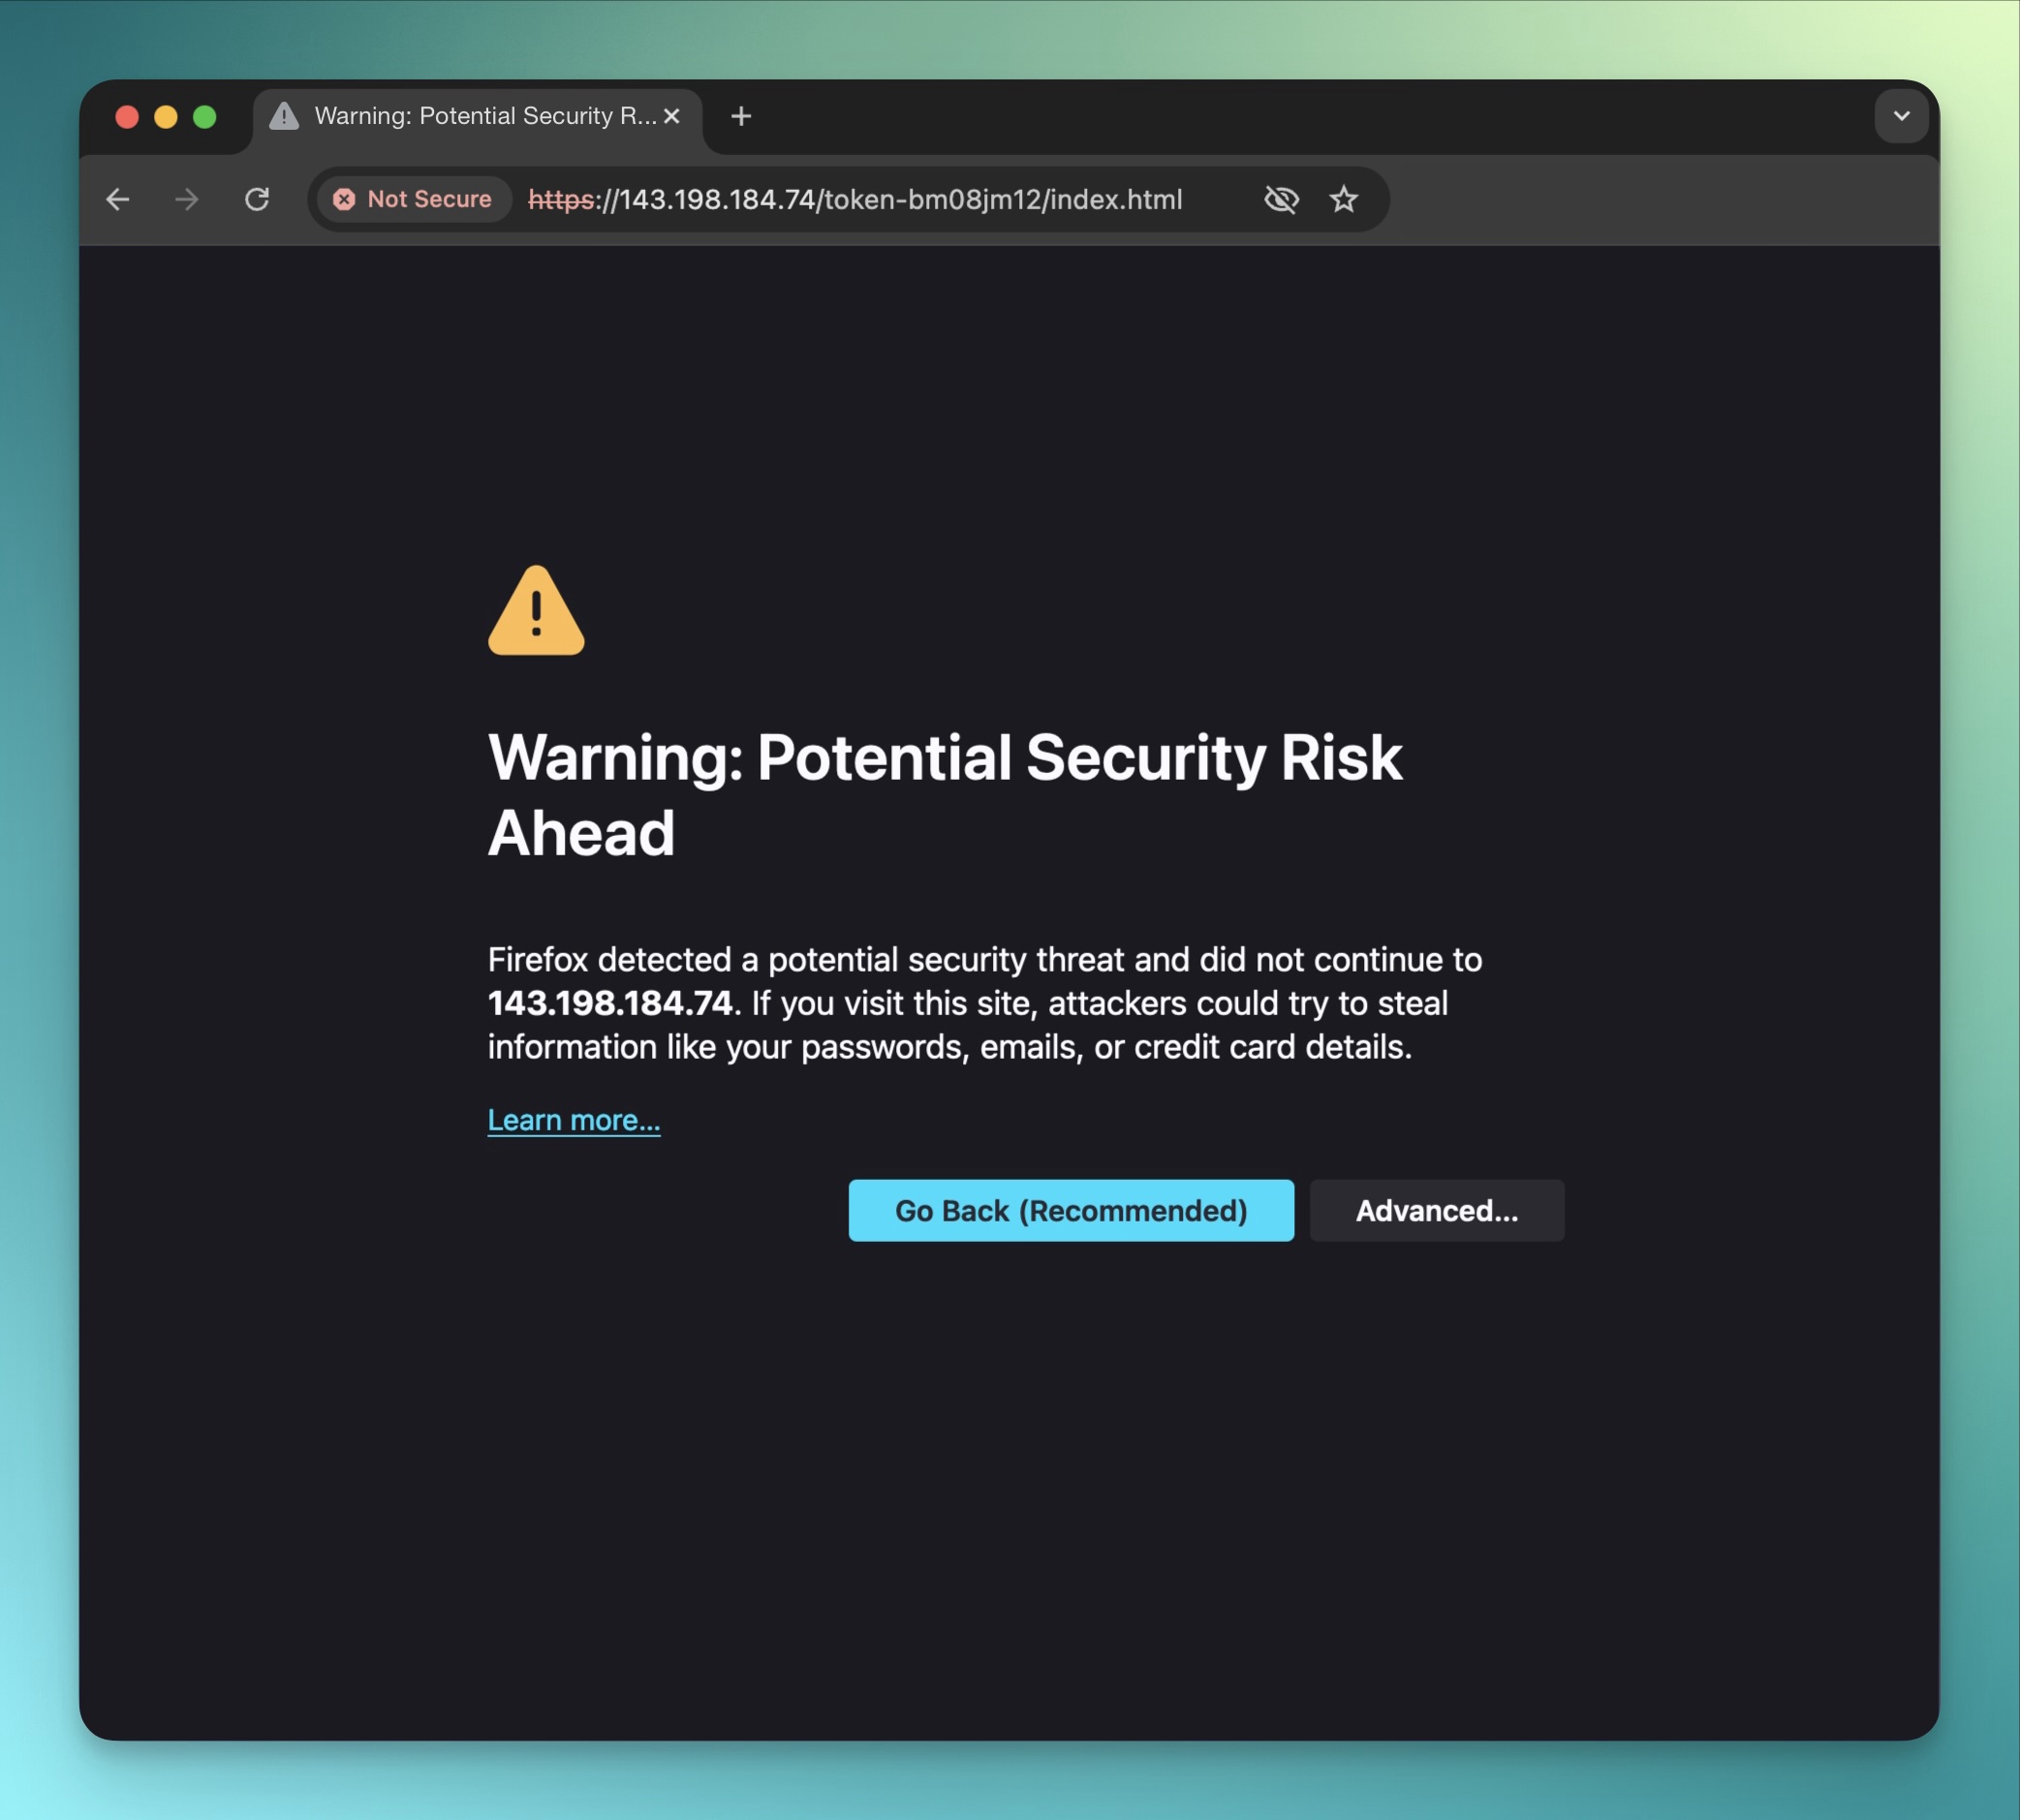 Warning: Potential Security R...
Not Secure https://143.198.184.74/token-bm08jm12/index.html
Warning: Potential Security Risk
Ahead
Firefox detected a potential security threat and did not continue to
143.198.184.74. If you visit this site, attackers could try to steal
information like your passwords, emails, or credit card details.
Learn more...
Go Back (Recommended) Advanced...